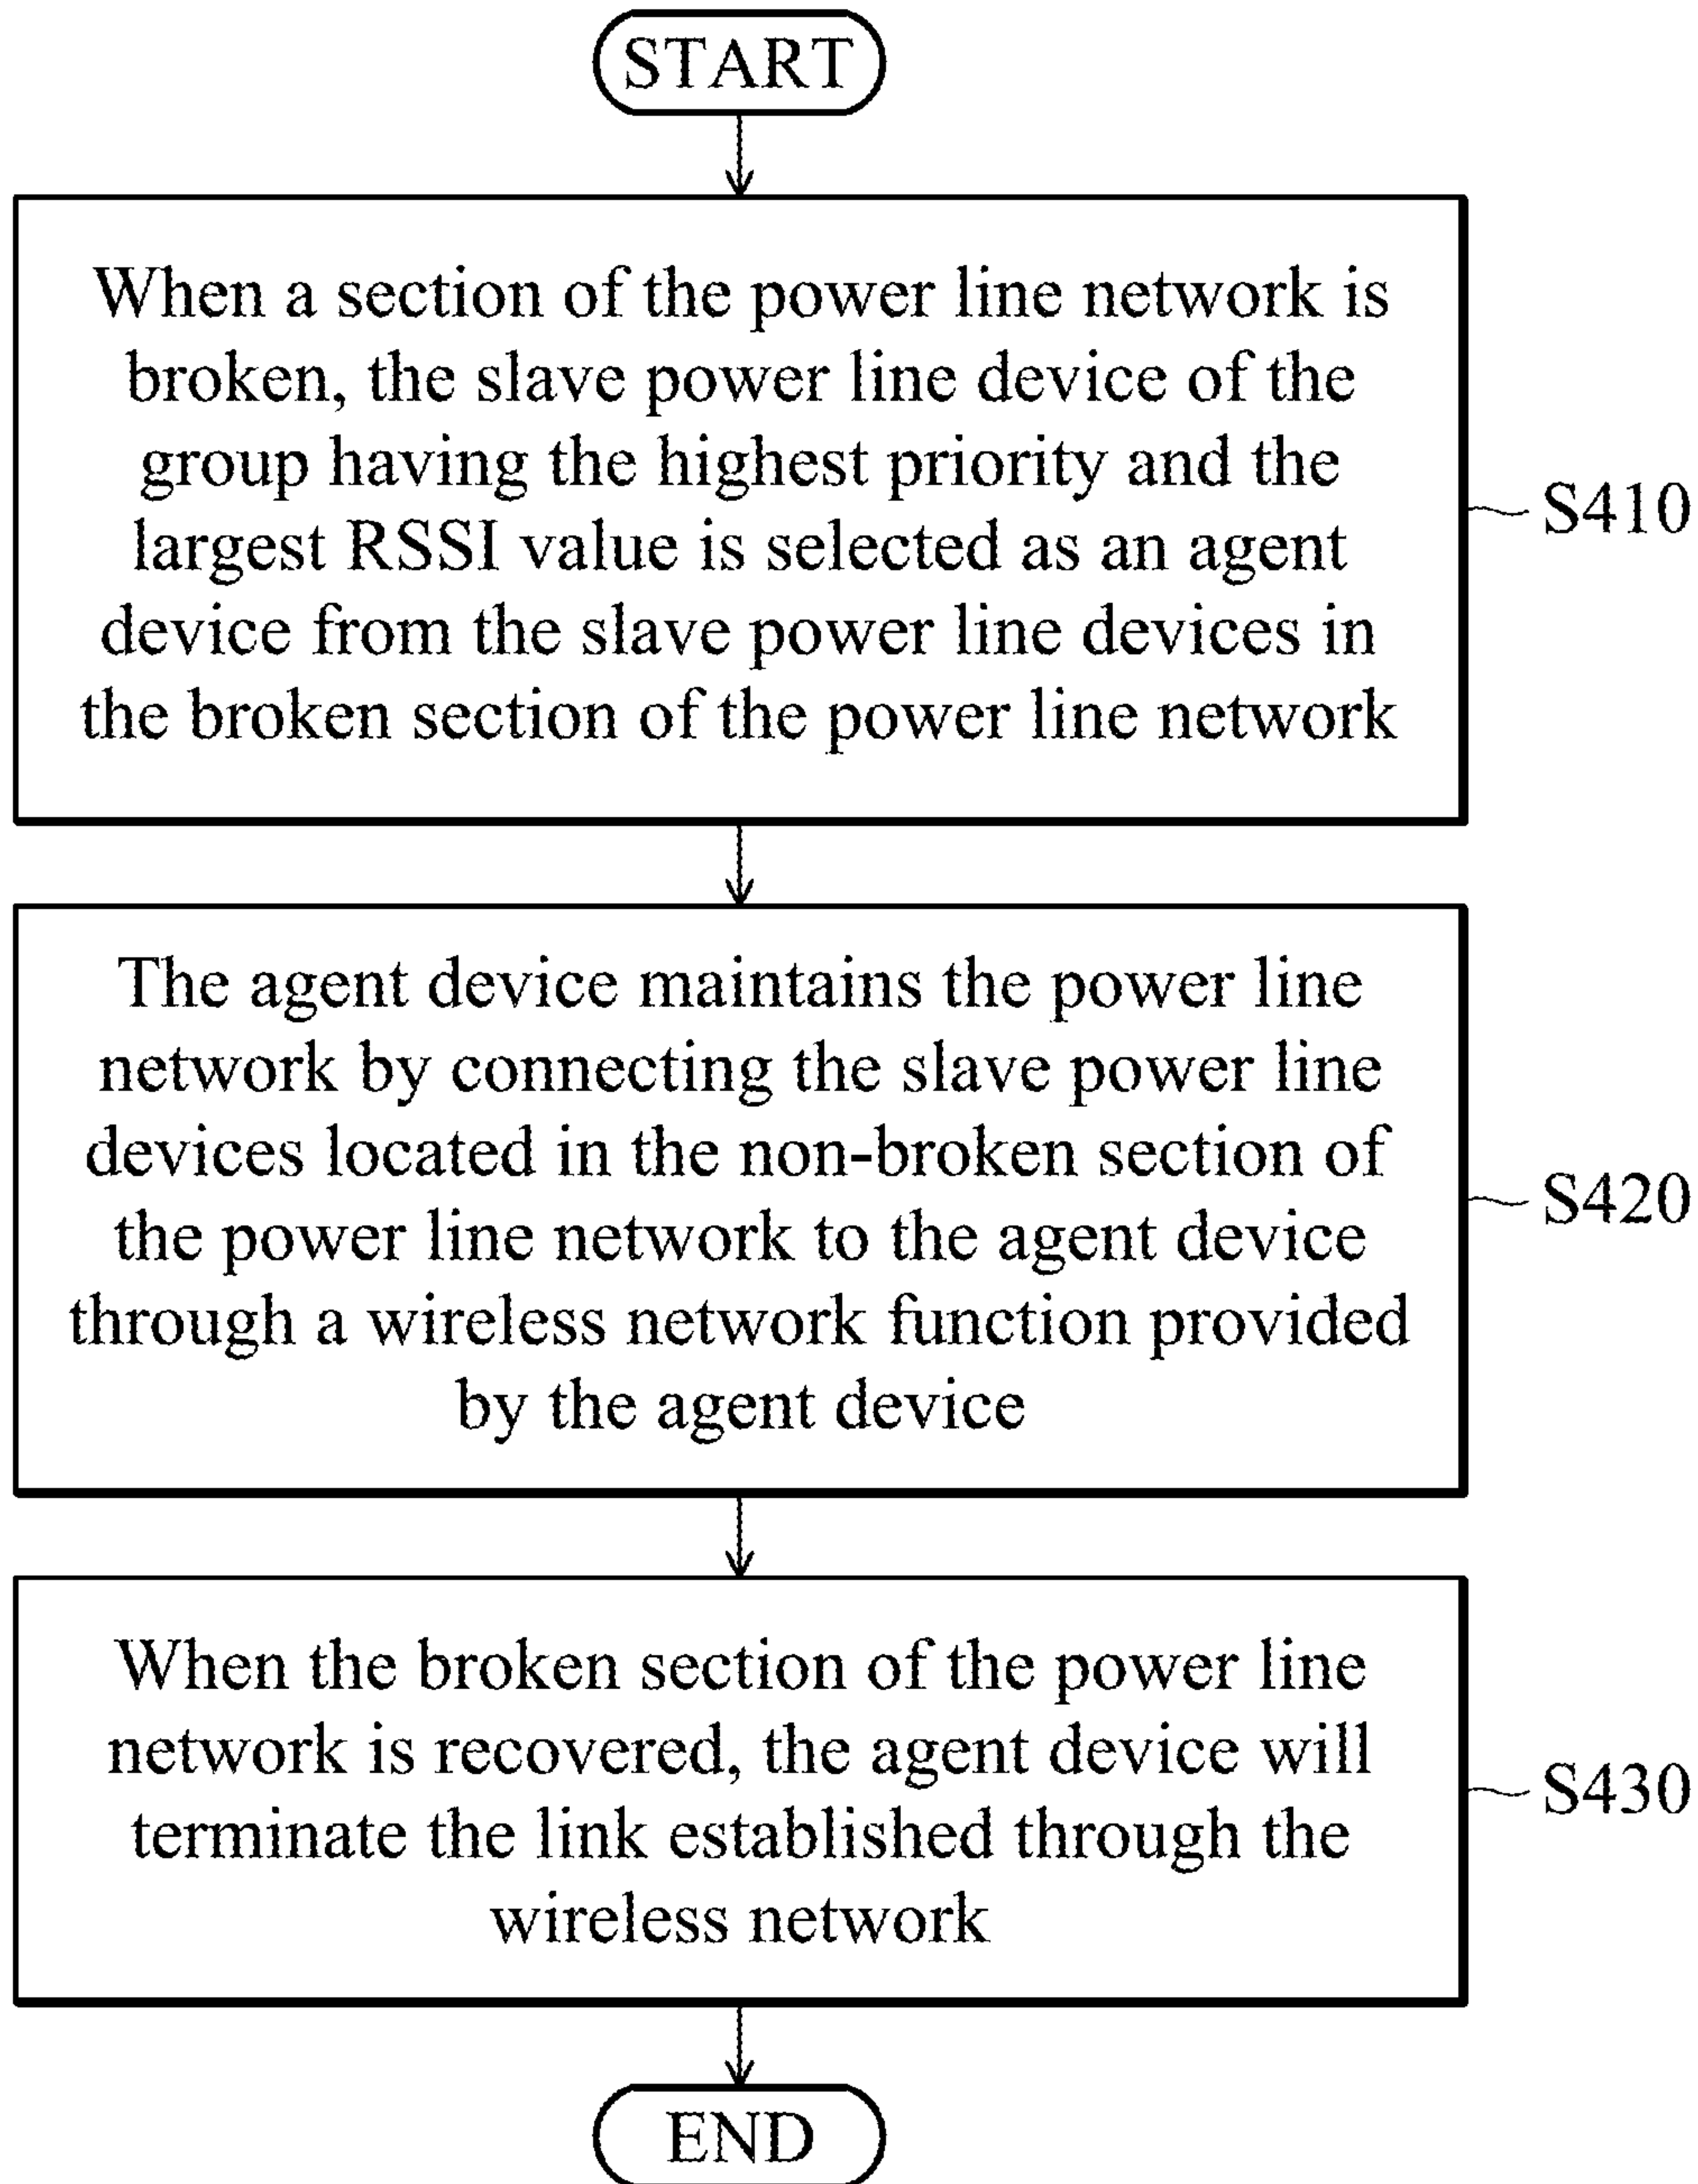 START
When a section of the power line network is
broken, the slave power line device of the
group having the highest priority and the
largest RSSI value is selected as an agent
device from the slave power line devices in
the broken section of the power line network
S410
The agent device maintains the power line
network by connecting the slave power line
devices located in the non-broken section of
the power line network to the agent device
through a wireless network function provided
by the agent device
S420
When the broken section of the power line
network is recovered, the agent device will
terminate the link established through the
wireless network
S430
END